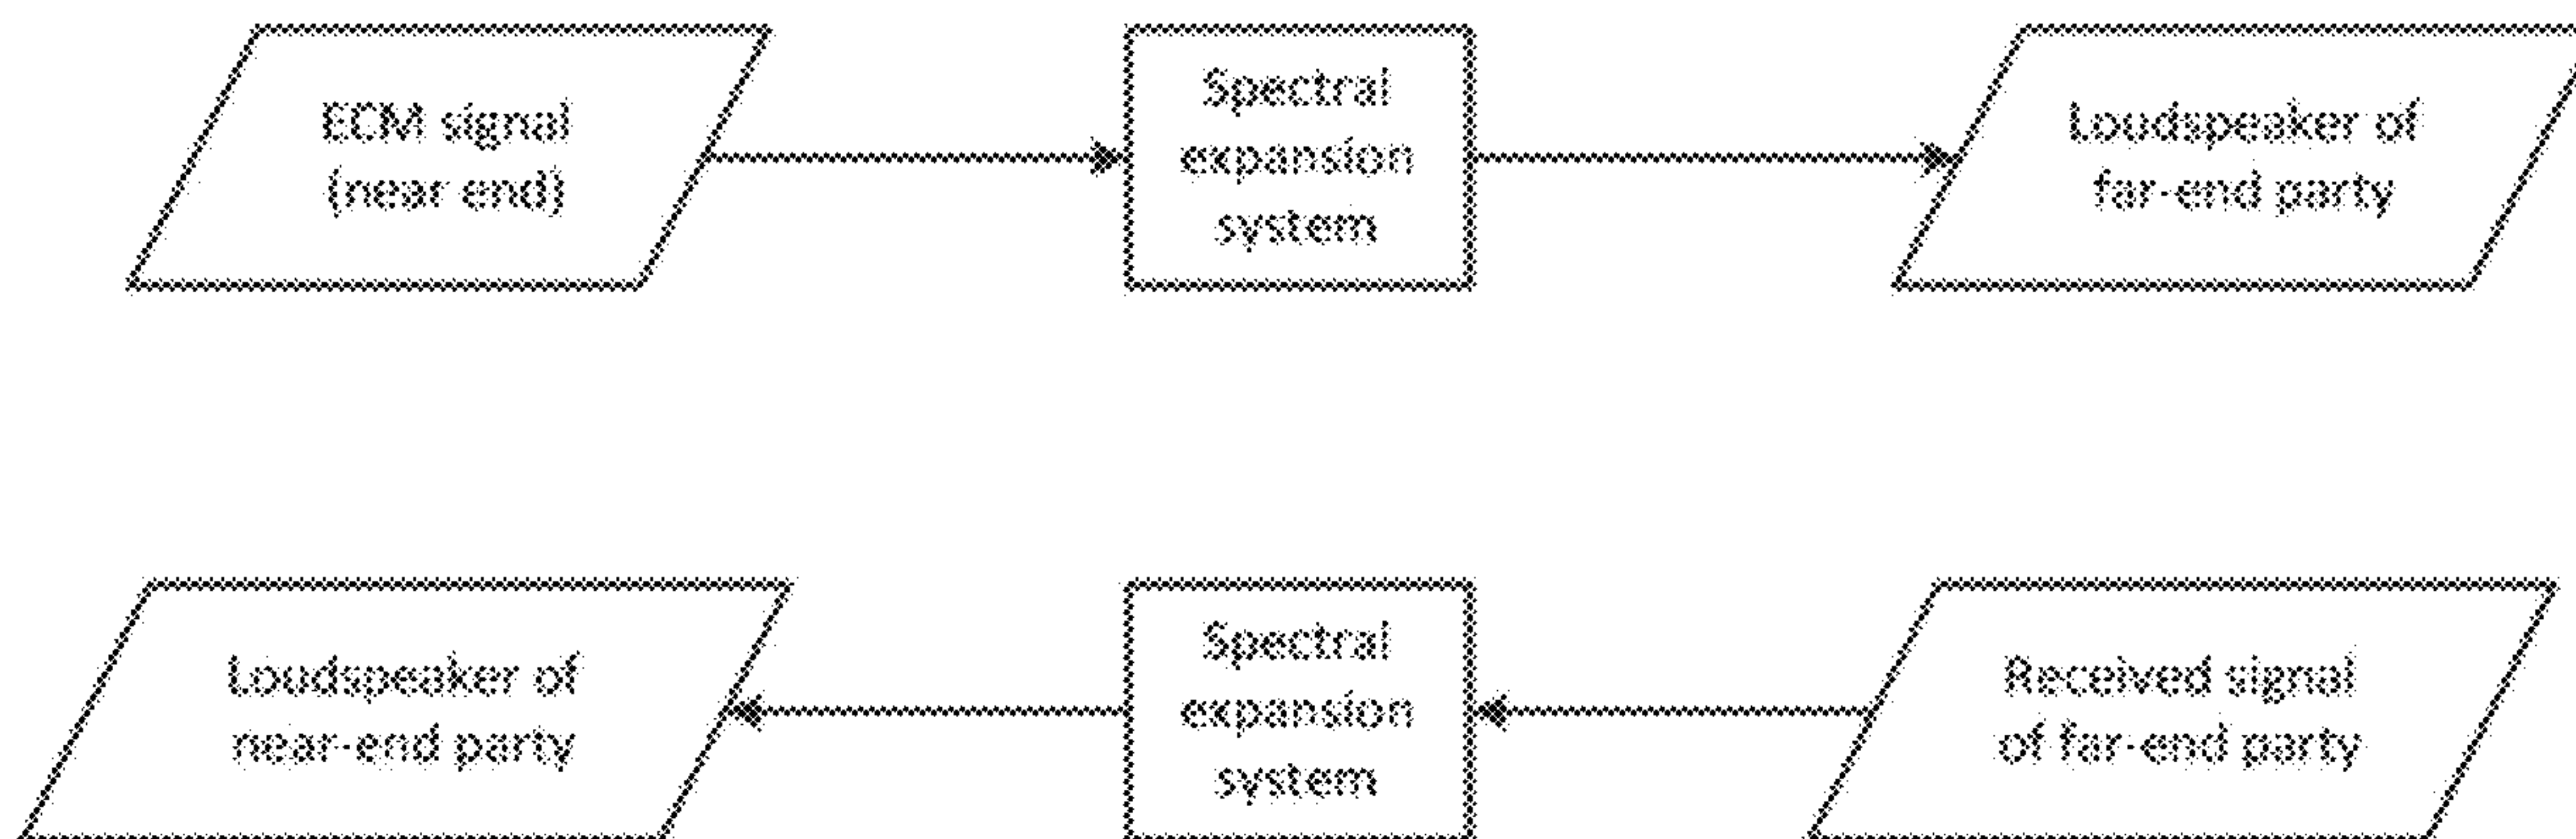 ECM signal
(near end)
Spectral
expansion
system
Loudspeaker of
far-end party
Loudspeaker of
near-end party
Spectral
expansion
system
Received signal
of far-end party